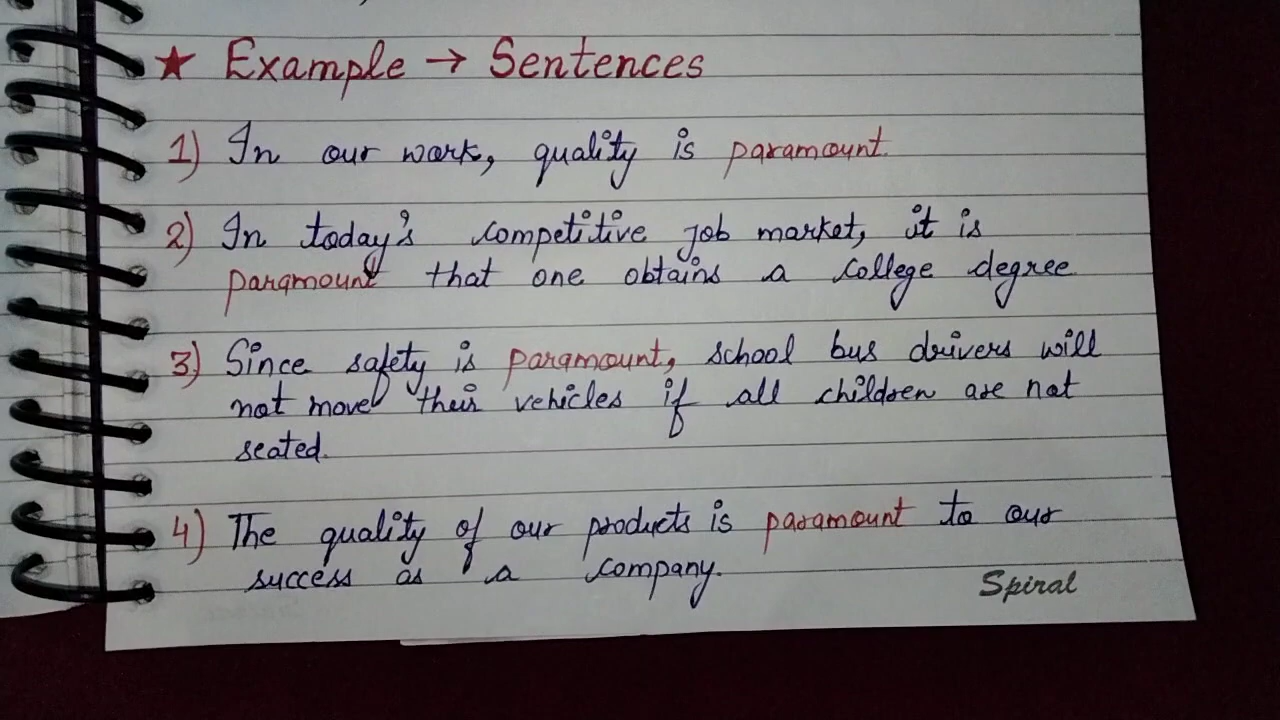 ★ Example → Sentences
1) In our work, quality is paramount.
2) In today's competitive job market, it is
paramount that one obtains a college degree
3) Since safety is paramount, school bus drivers will
not move their vehicles if all children are not
seated.
4) The quality of our products is paramount to our
success as a company.
Spiral